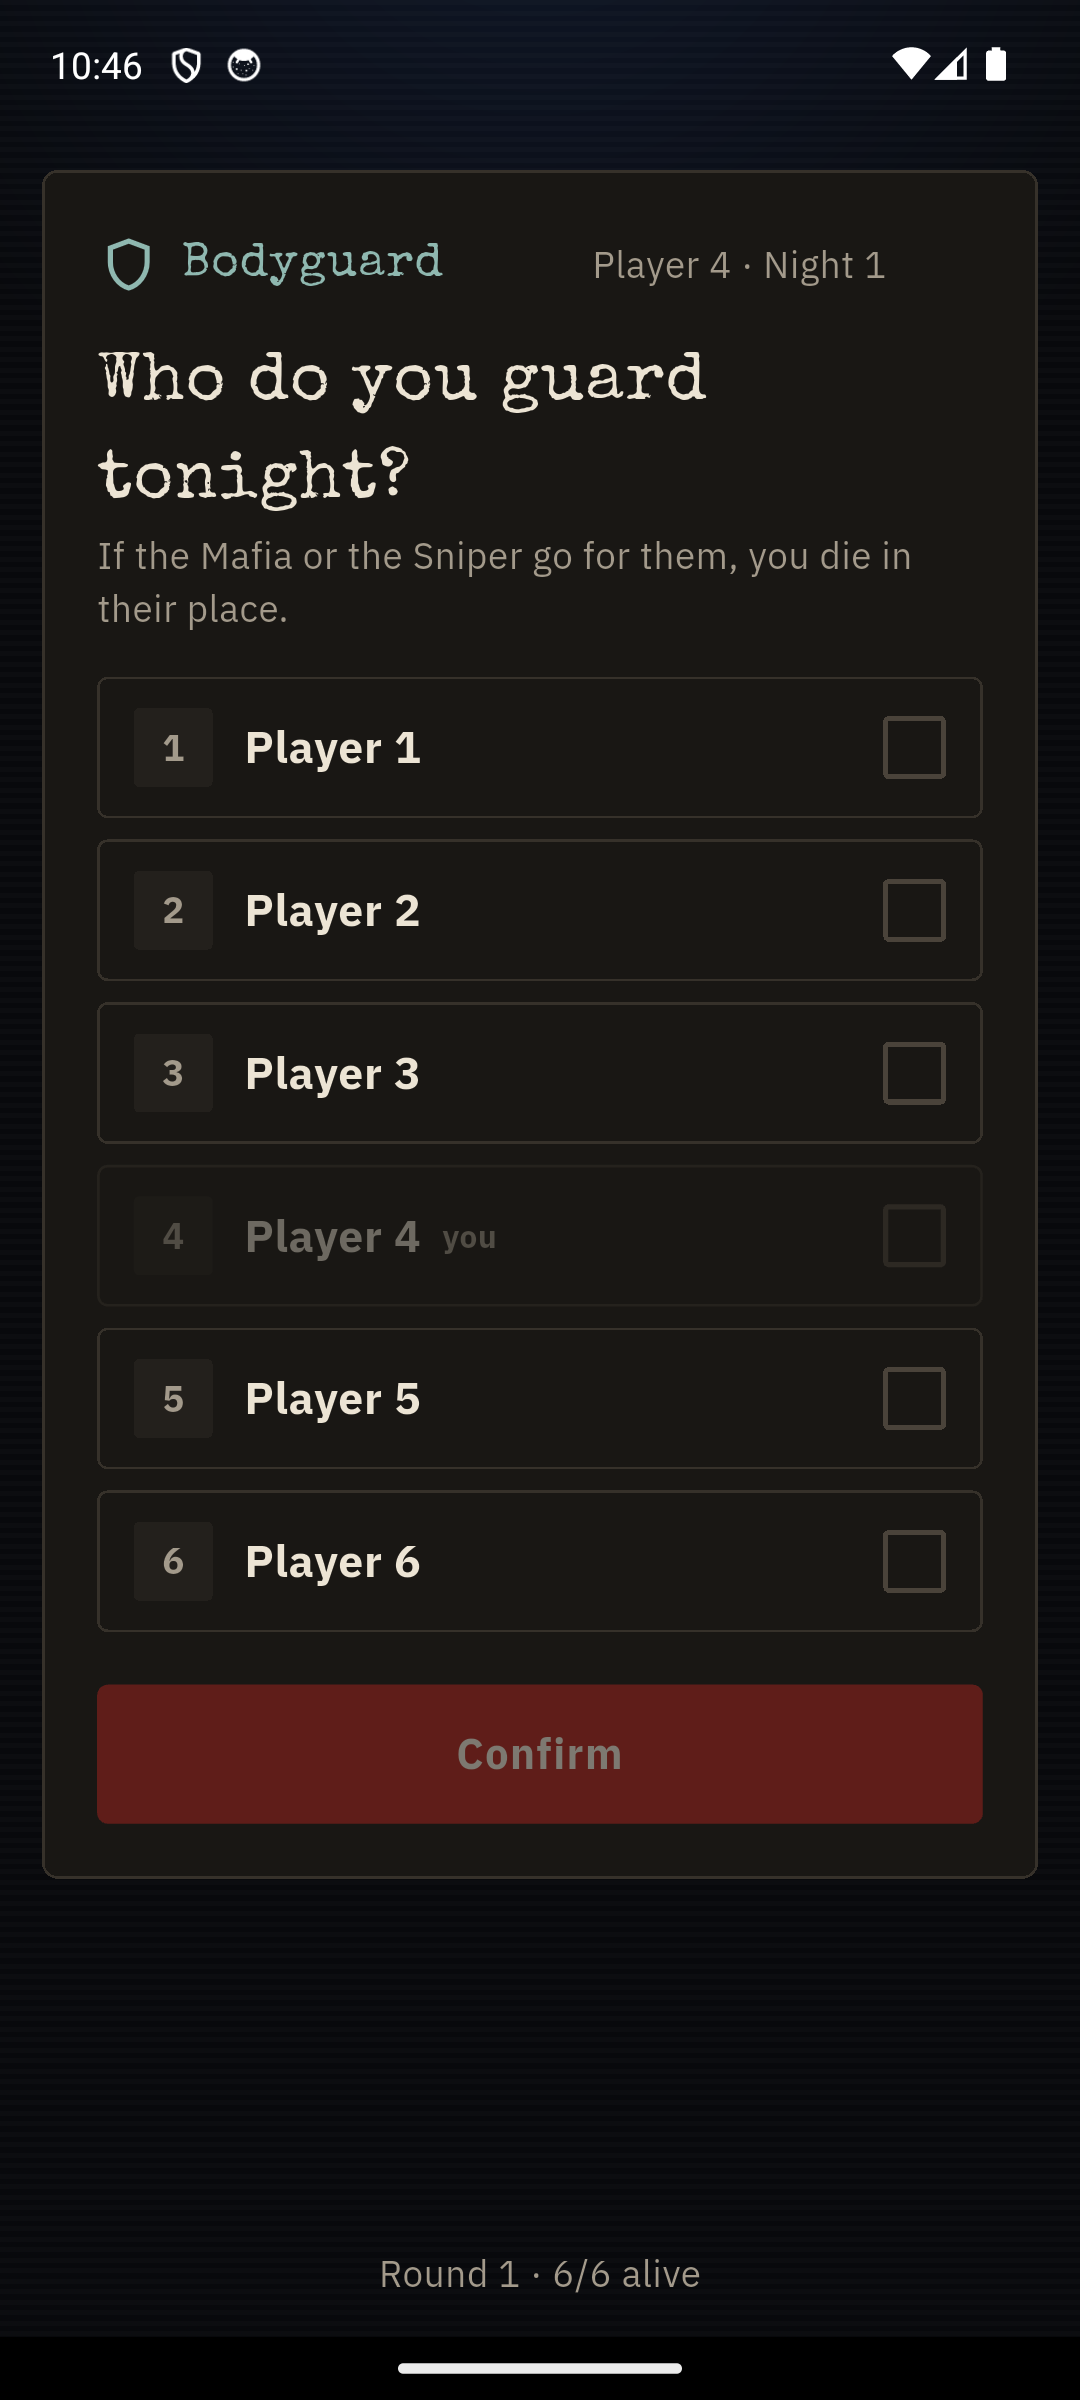 10:46
Bodyguard
Player 4 · Night 1
Who do you guard
tonight?
If the Mafia or the Sniper go for them, you die in
their place.
1 Player 1
2 Player 2
3 Player 3
4 Player 4 you
5 Player 5
6 Player 6
Confirm
Round 1 · 6/6 alive